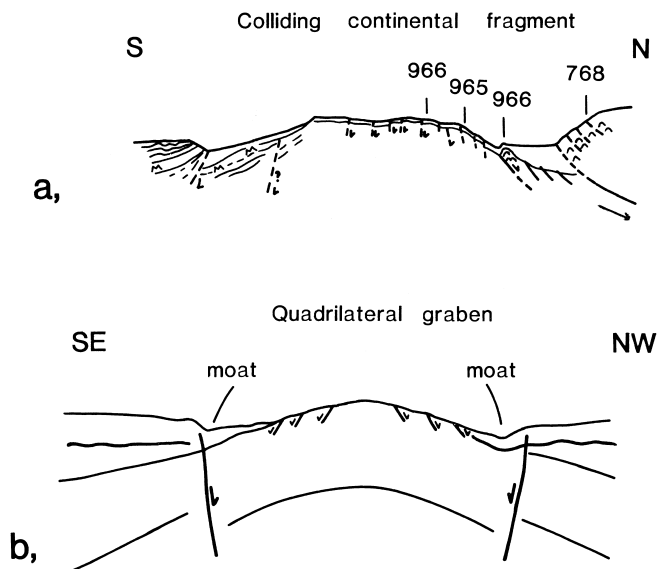 Colliding continental fragment
S
N
966
965
966
768
M
M
M
?
a,
Quadrilateral graben
SE
NW
moat
moat
b,